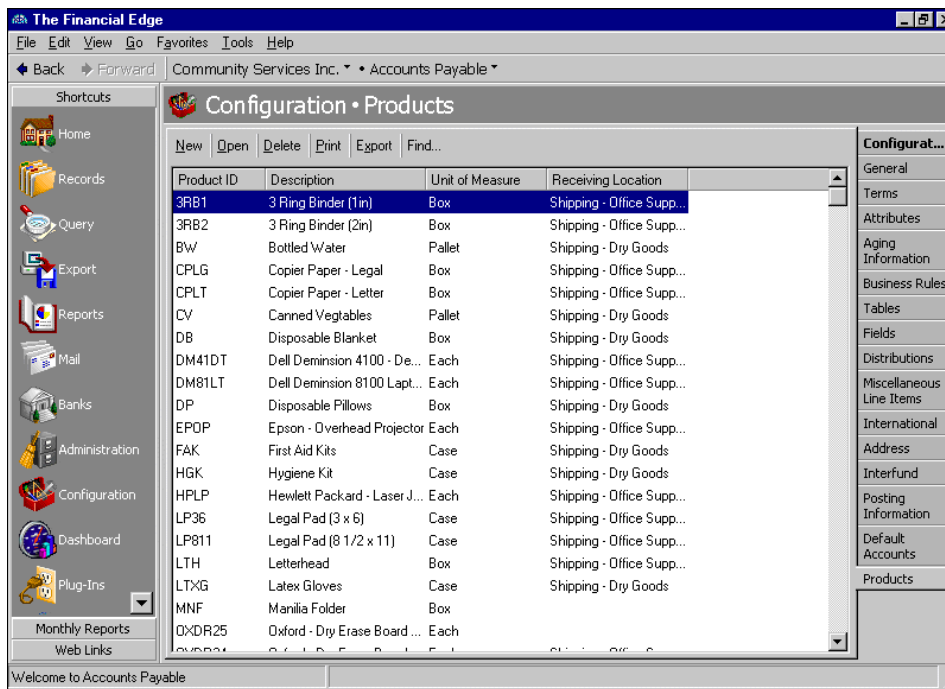 The Financial Edge
File Edit View Go Favorites Tools Help
Back Forward Community Services Inc. • Accounts Payable
Shortcuts
Home
Records
Query
Export
Reports
Mail
Banks
Administration
Configuration
Dashboard
Plug-Ins
Monthly Reports
Web Links
Configuration • Products
New Open Delete Print Export Find...
Product ID Description Unit of Measure Receiving Location
3RB1 3 Ring Binder (1in) Box Shipping - Office Supp...
3RB2 3 Ring Binder (2in) Box Shipping - Office Supp...
BW Bottled Water Pallet Shipping - Dry Goods
CPLG Copier Paper - Legal Box Shipping - Office Supp...
CPLT Copier Paper - Letter Box Shipping - Office Supp...
CV Canned Vegtables Pallet Shipping - Dry Goods
DB Disposable Blanket Box Shipping - Dry Goods
DM41DT Dell Deminsion 4100 - De... Each Shipping - Office Supp...
DM81LT Dell Deminsion 8100 Lapt... Each Shipping - Office Supp...
DP Disposable Pillows Box Shipping - Dry Goods
EPOP Epson - Overhead Projector Each Shipping - Office Supp...
FAK First Aid Kits Case Shipping - Dry Goods
HGK Hygiene Kit Case Shipping - Dry Goods
HPLP Hewlett Packard - Laser J... Each Shipping - Office Supp...
LP36 Legal Pad (3 x 6) Case Shipping - Office Supp...
LP811 Legal Pad (8 1/2 x 11) Case Shipping - Office Supp...
LTH Letterhead Box Shipping - Office Supp...
LTXG Latex Gloves Case Shipping - Dry Goods
MNF Manilia Folder Box
OXDR25 Oxford - Dry Erase Board ... Each
Configurat...
General
Terms
Attributes
Aging
Information
Business Rules
Tables
Fields
Distributions
Miscellaneous
Line Items
International
Address
Interfund
Posting
Information
Default
Accounts
Products
Welcome to Accounts Payable